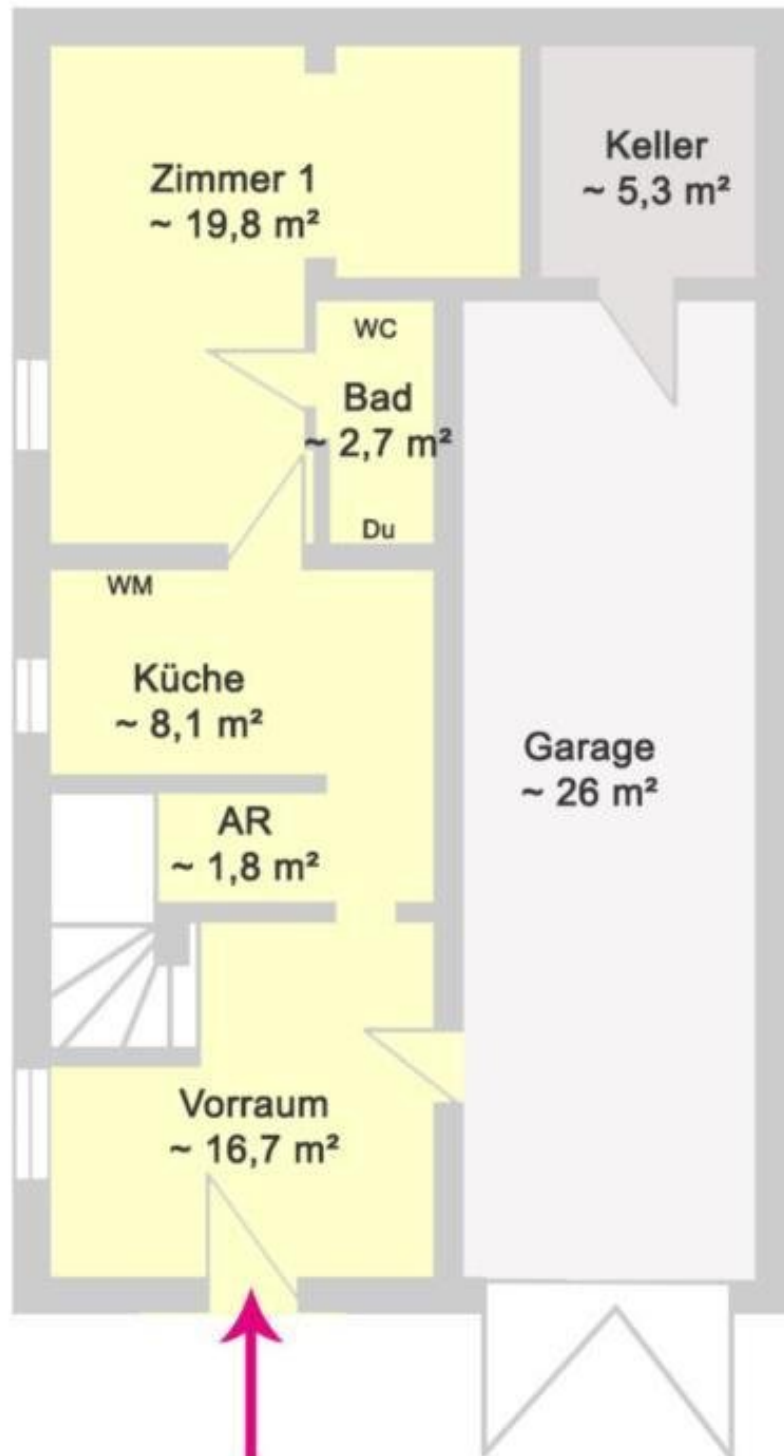 Zimmer 1
~ 19,8 m²
Keller
~ 5,3 m²
WC
Bad
~ 2,7 m²
Du
WM
Küche
~ 8,1 m²
Garage
~ 26 m²
AR
~ 1,8 m²
Vorraum
~ 16,7 m²